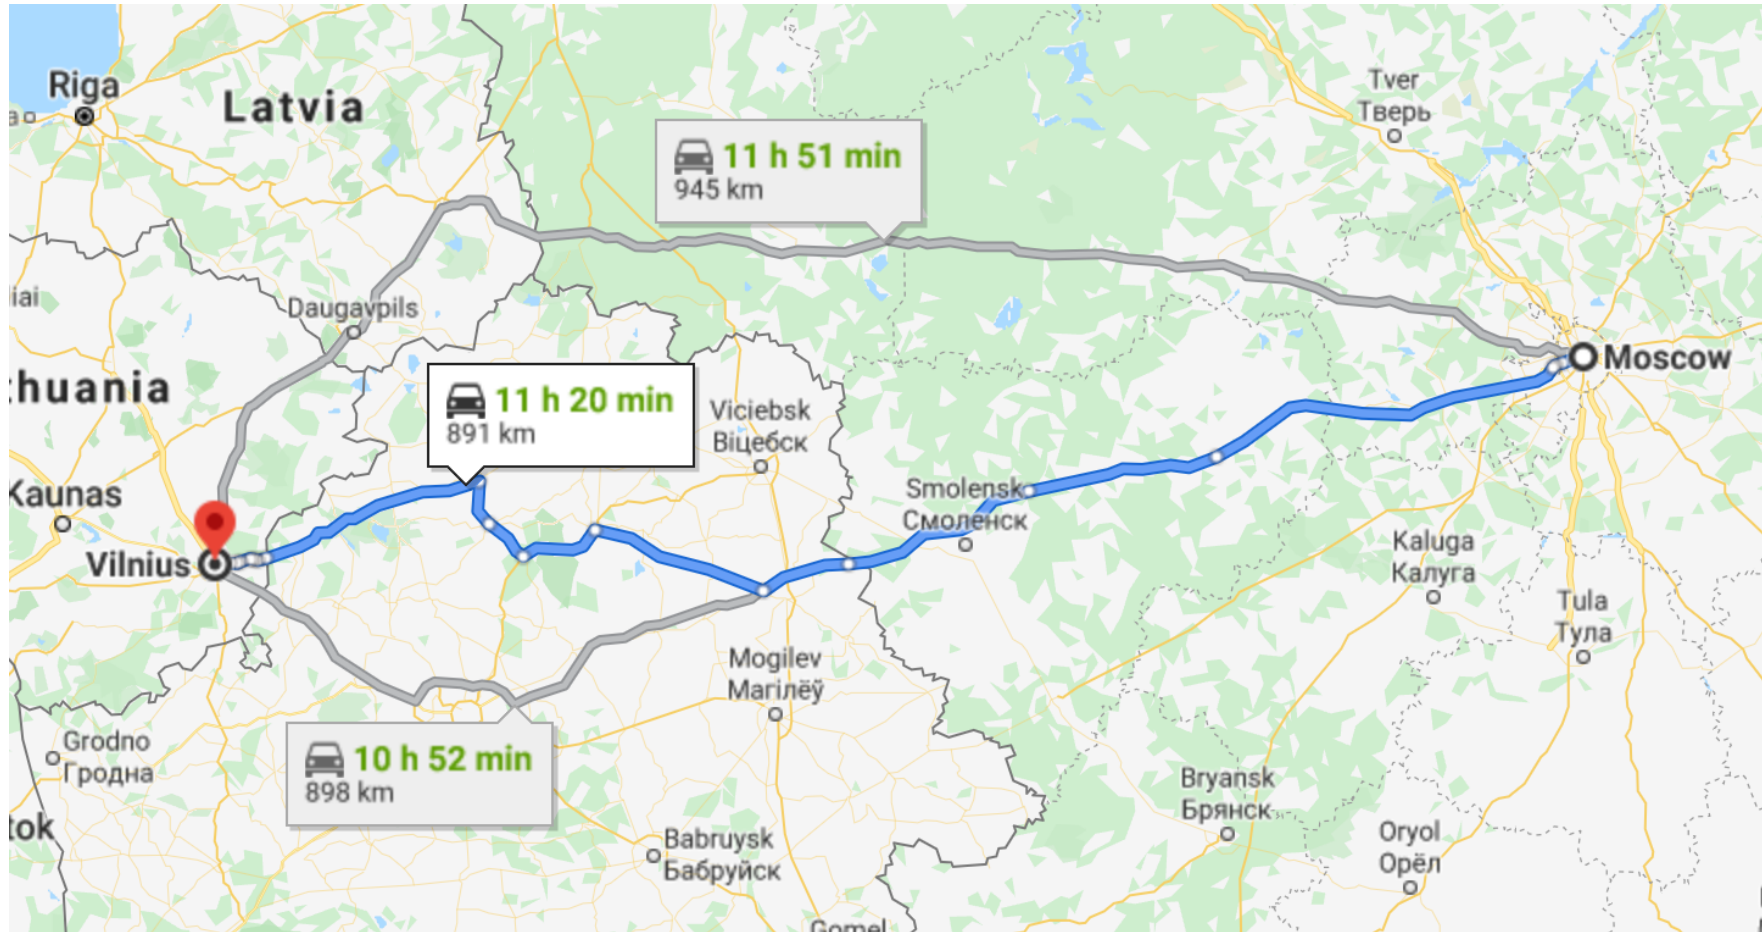 Riga
Latvia
a
11 h 51 min
945 km
Tver
Тверь
iai
Daugavpils
huania
Moscow
11 h 20 min
891 km
Viciebsk
Віцебск
Kaunas
Smolensk
Смоленск
Vilnius
Kaluga
Калуга
Tula
Тула
Mogilev
Магілёў
Grodno
Гродна
10 h 52 min
898 km
Bryansk
Брянск
tok
Babruysk
Бабруйск
Oryol
Орёл
Gomel